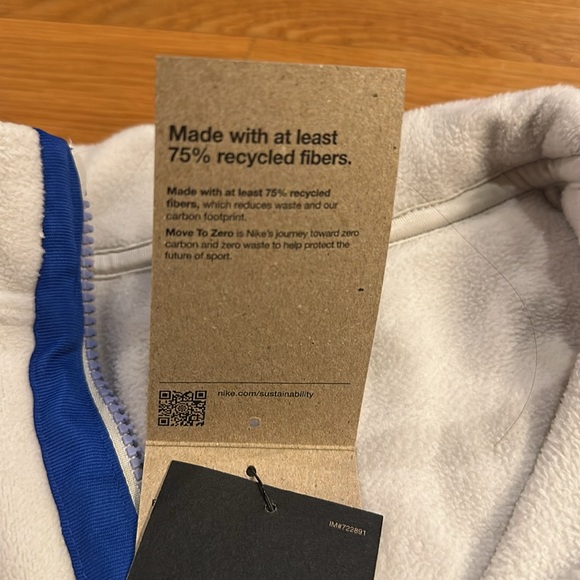 Made with at least
75% recycled fibers.
Made with at least 75% recycled
fibers, which reduces waste and our
carbon footprint.
Move To Zero is Nike's journey toward zero
carbon and zero waste to help protect the
future of sport.
nike.com/sustainability
IM#722891